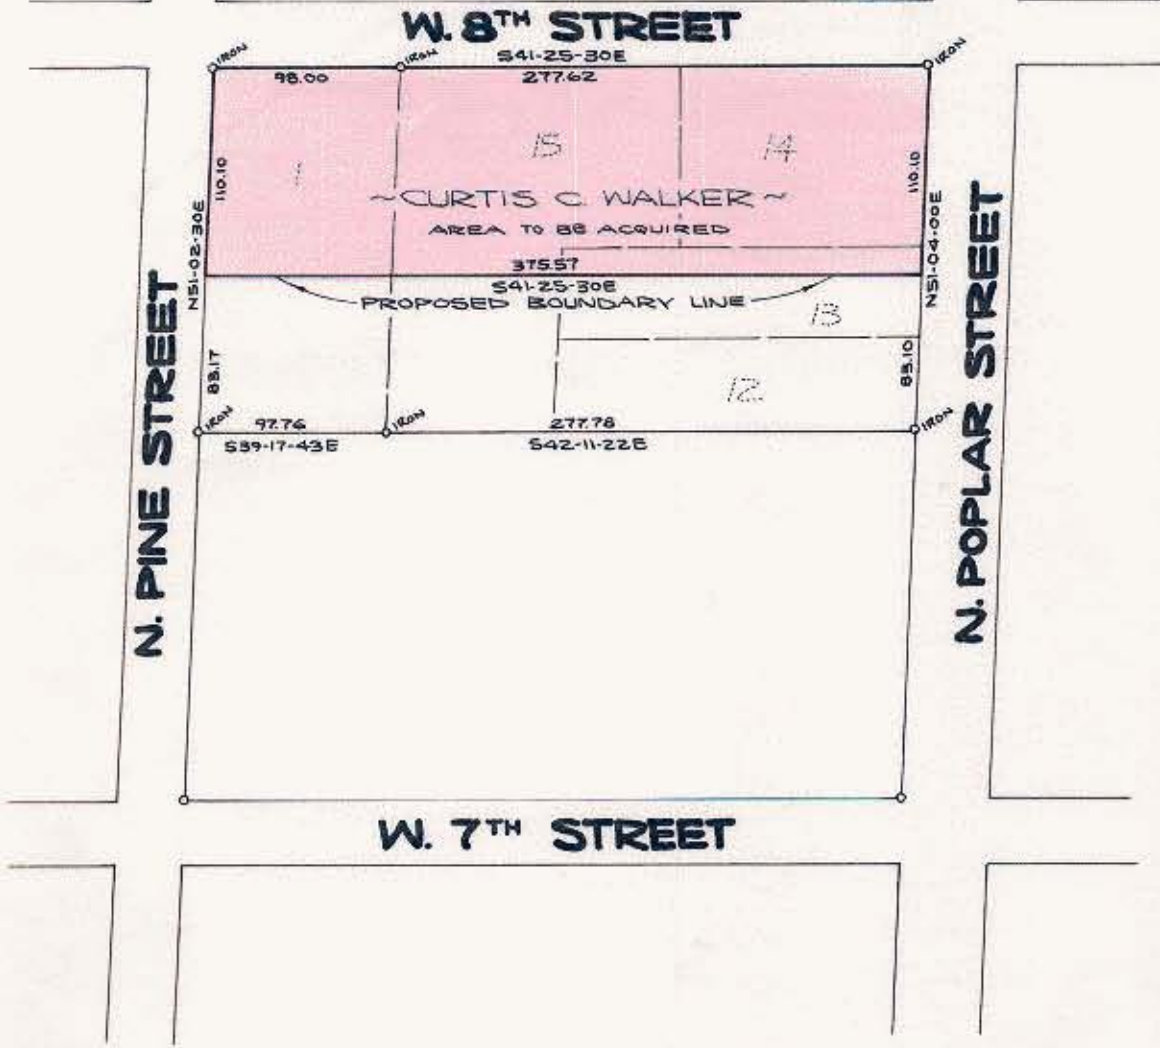 W. 8TH STREET
IRON
IRON
S41-25-30E
IRON
98.00
277.62
1
15
14
110.10
110.10
~CURTIS C. WALKER~
AREA TO BE ACQUIRED
N51-02-30E
N51-04-00E
375.57
S41-25-30E
PROPOSED BOUNDARY LINE
13
83.17
83.10
12
IRON
97.76
IRON
277.78
IRON
S39-17-43E
S42-11-22E
N. PINE STREET
N. POPLAR STREET
W. 7TH STREET